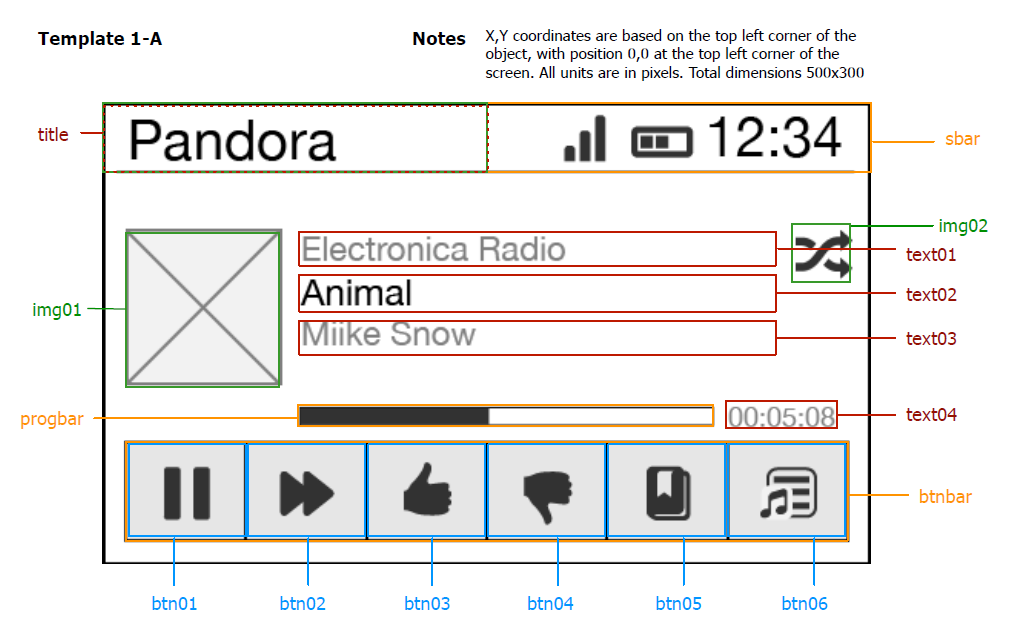 Template 1-A
Notes
X,Y coordinates are based on the top left corner of the
object, with position 0,0 at the top left corner of the
screen. All units are in pixels. Total dimensions 500x300
title
Pandora
12:34
sbar
img02
Electronica Radio
text01
Animal
text02
img01
Miike Snow
text03
progbar
00:05:08
text04
btnbar
btn01
btn02
btn03
btn04
btn05
btn06